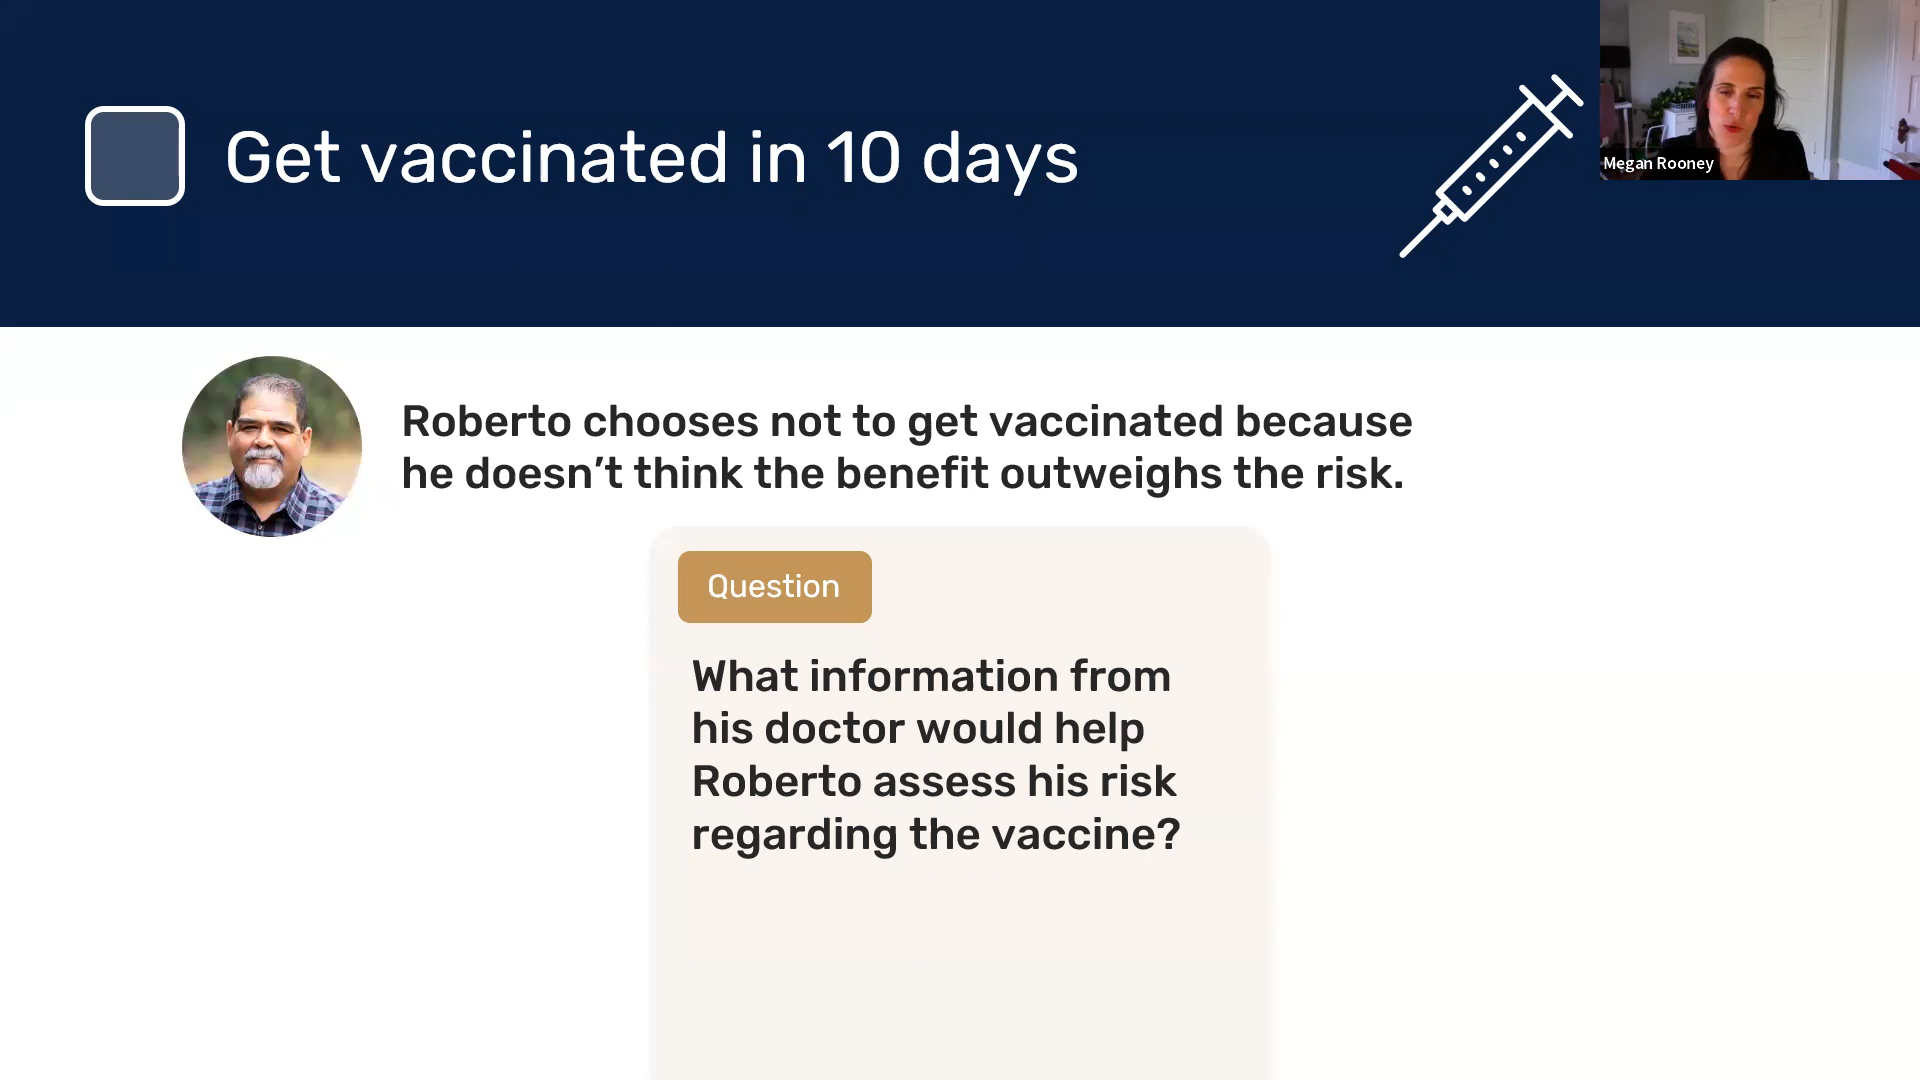 Get vaccinated in 10 days
Megan Rooney
Roberto chooses not to get vaccinated because
he doesn’t think the benefit outweighs the risk.
Question
What information from
his doctor would help
Roberto assess his risk
regarding the vaccine?